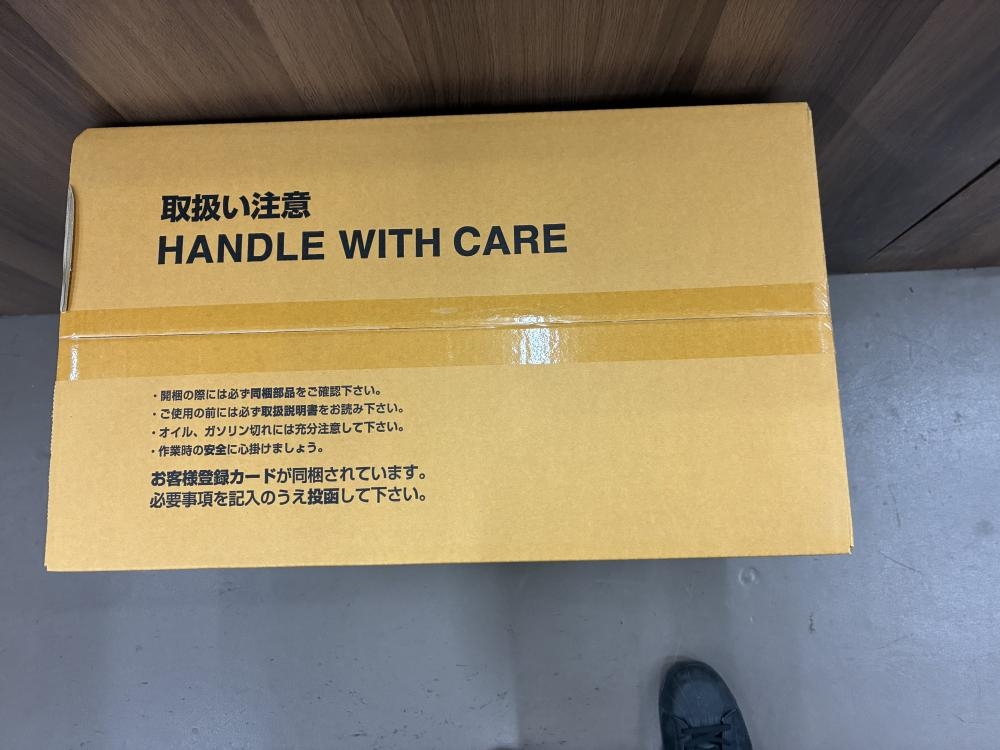 取扱い注意
HANDLE WITH CARE
・開梱の際には必ず同梱部品をご確認下さい。
・ご使用の前には必ず取扱説明書をお読み下さい。
・オイル、ガソリン切れには充分注意して下さい。
・作業時の安全に心掛けましょう。
お客様登録カードが同梱されています。
必要事項を記入のうえ投函して下さい。